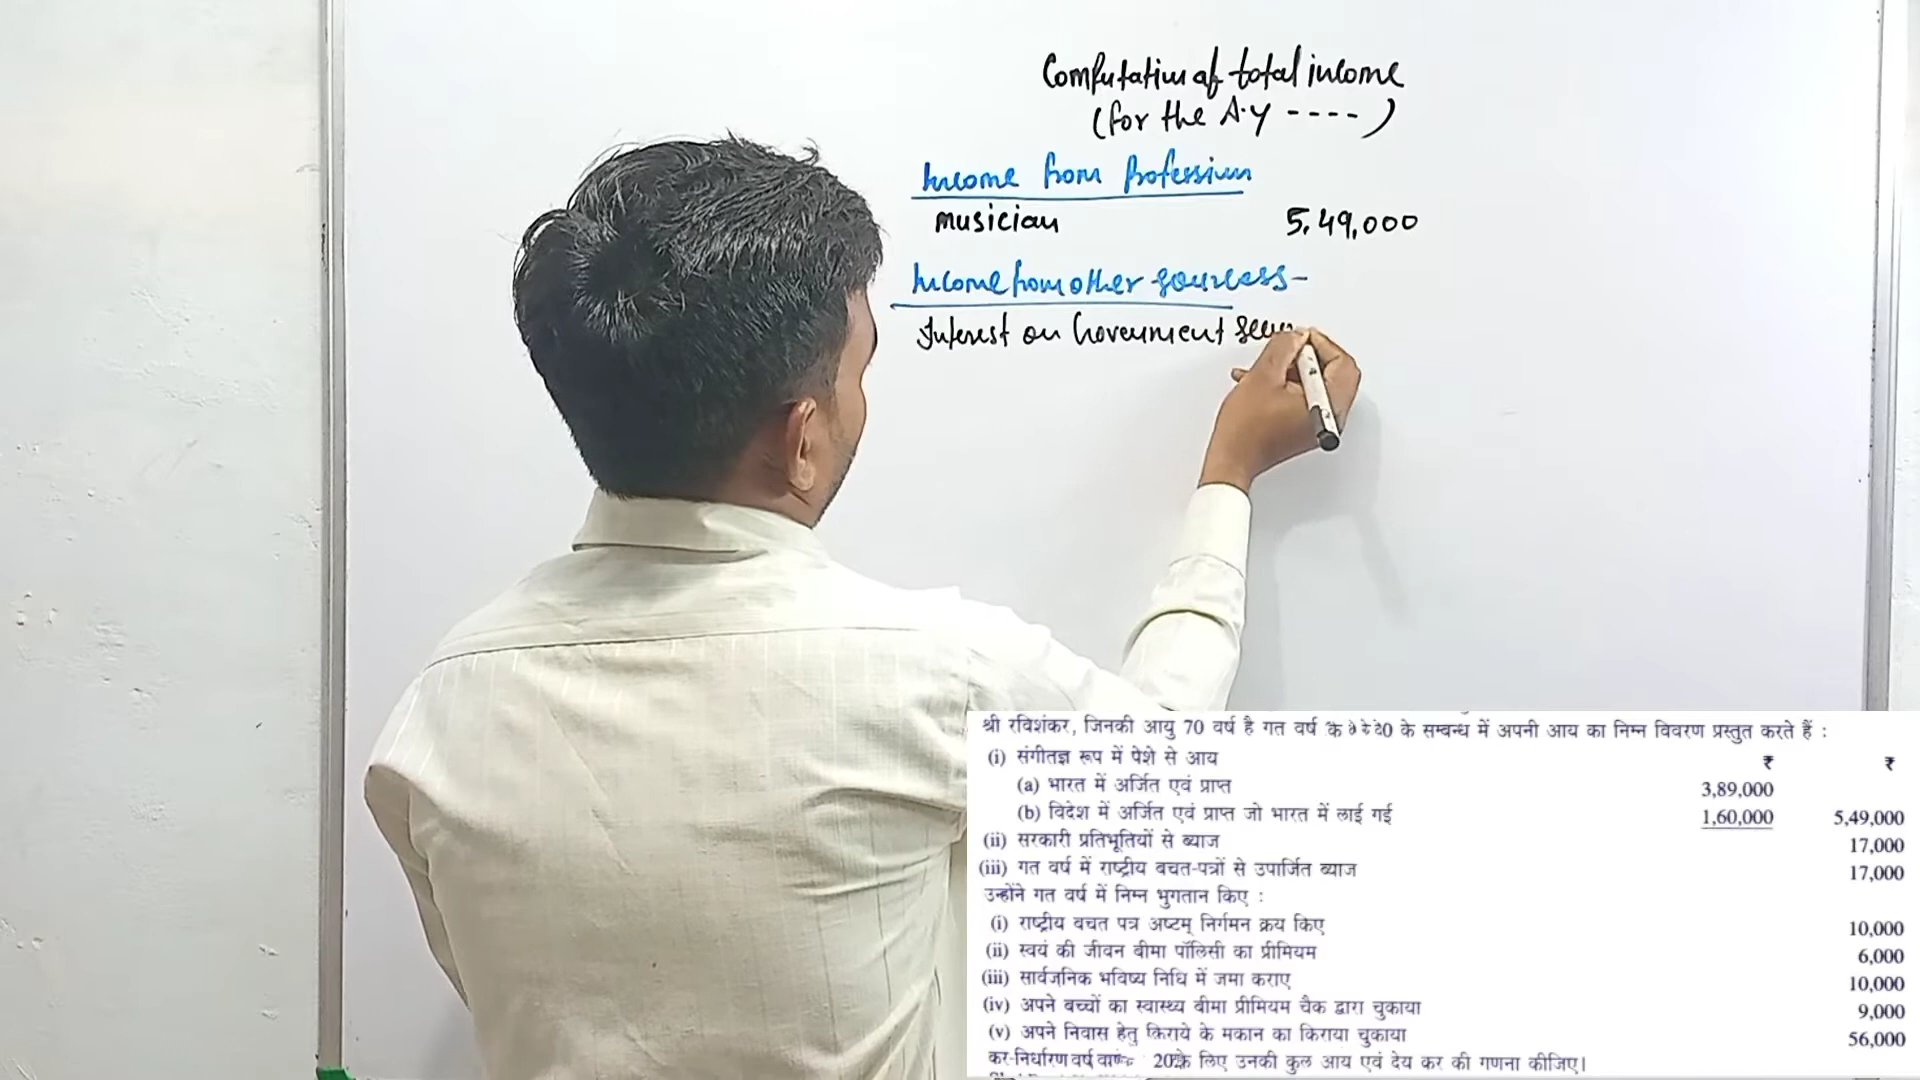 Computation of total income
(for the A.Y ----)
Income from Profession
musician 5,49,000
Income from other sourcess-
Interest on Government
श्री रविशंकर, जिनकी आयु 70 वर्ष है गत वर्ष के सम्बन्ध में अपनी आय का निम्न विवरण प्रस्तुत करते हैं :
(i) संगीतज्ञ रूप में पेशे से आय ₹ ₹
(a) भारत में अर्जित एवं प्राप्त 3,89,000
(b) विदेश में अर्जित एवं प्राप्त जो भारत में लाई गई 1,60,000 5,49,000
(ii) सरकारी प्रतिभूतियों से ब्याज 17,000
(iii) गत वर्ष में राष्ट्रीय बचत-पत्रों से उपार्जित ब्याज 17,000
उन्होंने गत वर्ष में निम्न भुगतान किए :
(i) राष्ट्रीय बचत पत्र अष्टम् निर्गमन क्रय किए 10,000
(ii) स्वयं की जीवन बीमा पॉलिसी का प्रीमियम 6,000
(iii) सार्वजनिक भविष्य निधि में जमा कराए 10,000
(iv) अपने बच्चों का स्वास्थ्य बीमा प्रीमियम चैक द्वारा चुकाया 9,000
(v) अपने निवास हेतु किराये के मकान का किराया चुकाया 56,000
कर-निर्धारण वर्ष के लिए उनकी कुल आय एवं देय कर की गणना कीजिए।